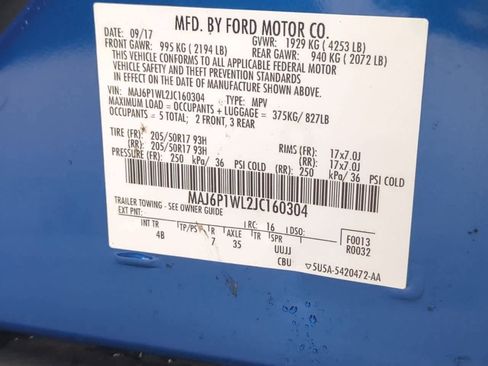 MFD. BY FORD MOTOR CO.
DATE: 09/17 GVWR: 1929 KG ( 4253 LB)
FRONT GAWR: 995 KG ( 2194 LB) REAR GAWR: 940 KG ( 2072 LB)
THIS VEHICLE CONFORMS TO ALL APPLICABLE FEDERAL MOTOR
VEHICLE SAFETY AND THEFT PREVENTION STANDARDS IN
EFFECT ON THE DATE OF MANUFACTURE SHOWN ABOVE.
VIN: MAJ6P1WL2JC160304 TYPE: MPV
MAXIMUM LOAD = OCCUPANTS + LUGGAGE = 375KG/ 827LB
OCCUPANTS = 5 TOTAL; 2 FRONT, 3 REAR
TIRE (FR): 205/50R17 93H RIMS (FR): 17x7.0J
(RR): 205/50R17 93H (RR): 17x7.0J
PRESSURE (FR): 250 kPa/ 36 PSI COLD
(RR) 250 kPa/ 36 PSI COLD
MAJ6P1WL2JC160304
TRAILER TOWING - SEE OWNER GUIDE
EXT PNT: RC: 16 DSO: F0013
R0032
INT TR TP/PS R AXLE TR SPR
4B 7 35 UUJJ
CBU 5U5A-5420472-AA